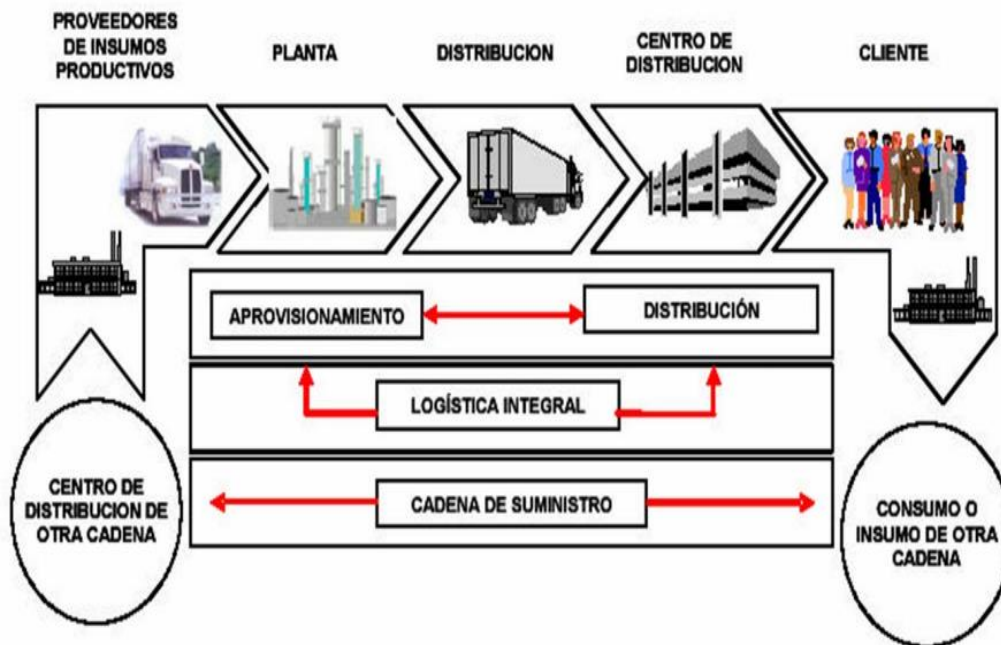 PROVEEDORES
DE INSUMOS
PRODUCTIVOS
PLANTA
DISTRIBUCION
CENTRO DE
DISTRIBUCION
CLIENTE
APROVISIONAMIENTO
DISTRIBUCIÓN
LOGÍSTICA INTEGRAL
CADENA DE SUMINISTRO
CENTRO DE
DISTRIBUCION DE
OTRA CADENA
CONSUMO O
INSUMO DE OTRA
CADENA